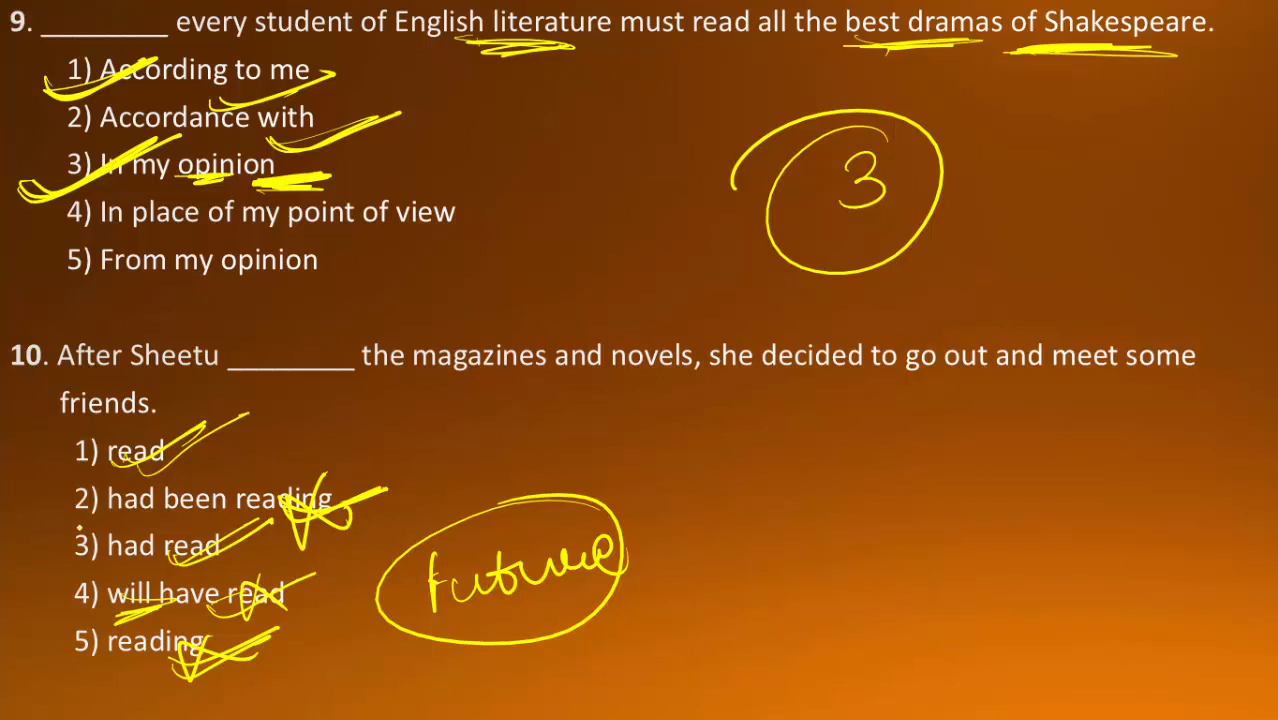 9. ________ every student of English literature must read all the best dramas of Shakespeare.
1) According to me
2) Accordance with
3) In my opinion
3
4) In place of my point of view
5) From my opinion
10. After Sheetu ________ the magazines and novels, she decided to go out and meet some
friends.
1) read
2) had been reading
3) had read
future
4) will have read
5) reading